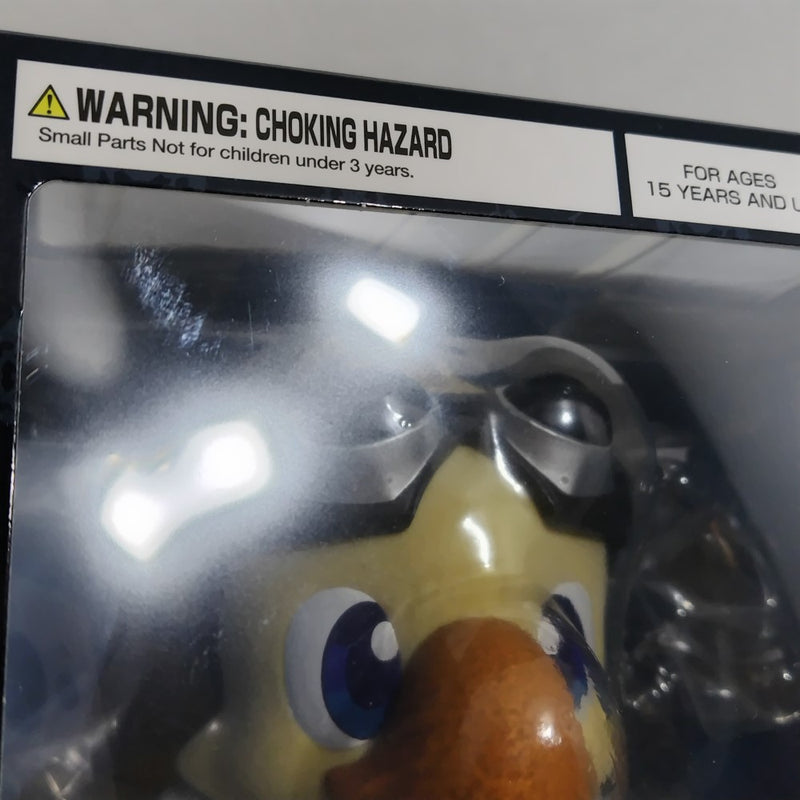 WARNING: CHOKING HAZARD
Small Parts Not for children under 3 years.
FOR AGES
15 YEARS AND